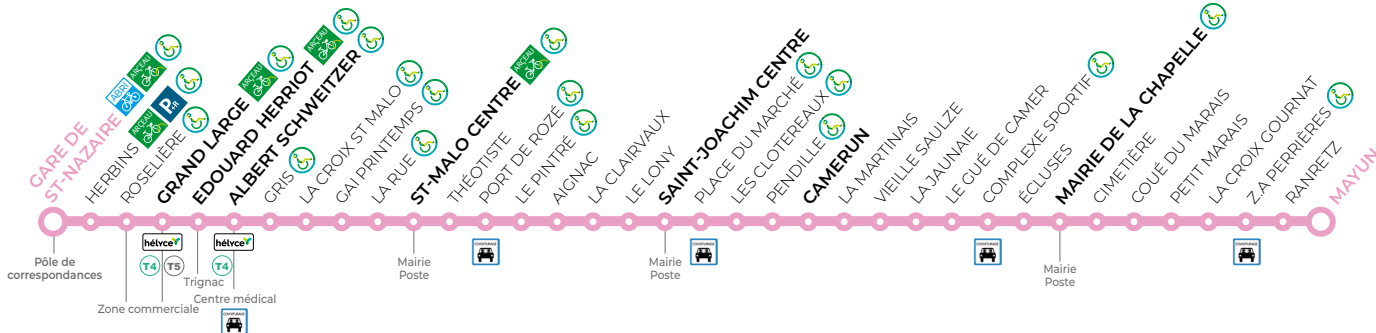 GARE DE
ST-NAZAIRE
ABRI
ARCEAU
HERBINS
ARCEAU
P+R
ROSELIÈRE
GRAND LARGE
ARCEAU
EDOUARD HERRIOT
ARCEAU
ALBERT SCHWEITZER
GRIS
LA CROIX ST MALO
GAI PRINTEMPS
LA RUE
ST-MALO CENTRE
ARCEAU
THÉOTISTE
PORT DE ROZÉ
LE PINTRÉ
AIGNAC
LA CLAIRVAUX
LE LONY
SAINT-JOACHIM CENTRE
PLACE DU MARCHÉ
LES CLOTEREAUX
PENDILLE
CAMERUN
LA MARTINAIS
VIEILLE SAULZE
LA JAUNAIE
LE GUÉ DE CAMER
COMPLEXE SPORTIF
ÉCLUSES
MAIRIE DE LA CHAPELLE
CIMETIÈRE
COUÉ DU MARAIS
PETIT MARAIS
LA CROIX GOURNAT
Z.A PERRIÈRES
RANRETZ
MAYUN
Pôle de
correspondances
hélyce
T4 T5
Zone commerciale
Trignac
hélyce
T4
Centre médical
COVOITURAGE
Mairie
Poste
COVOITURAGE
Mairie
Poste
COVOITURAGE
COVOITURAGE
Mairie
Poste
COVOITURAGE